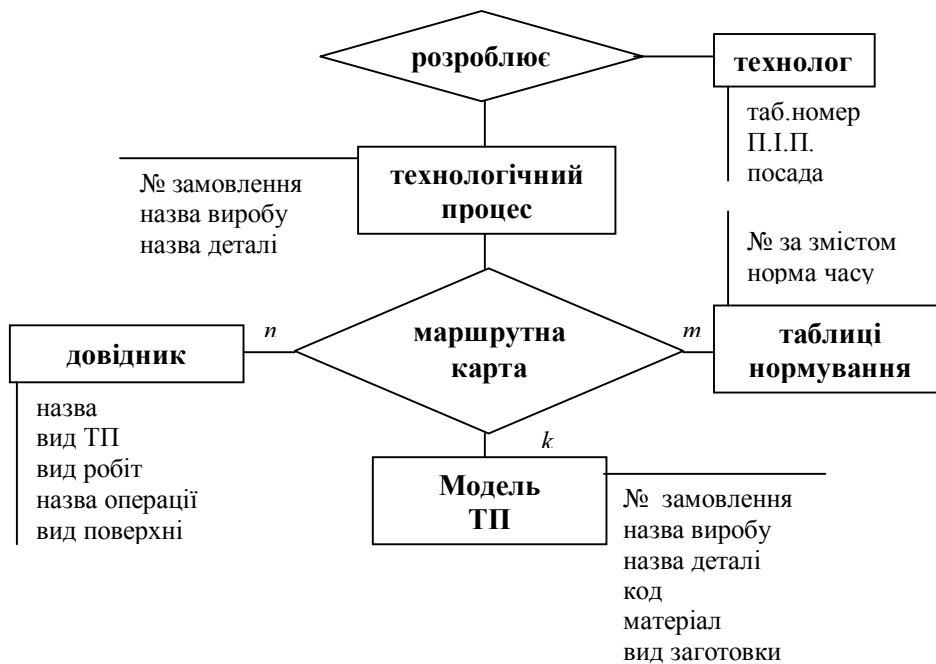 розроблює
технолог
таб.номер
П.І.П.
посада
технологічний
процес
№ замовлення
назва виробу
назва деталі
№ за змістом
норма часу
n
маршрутна
карта
m
довідник
таблиці
нормування
назва
вид ТП
вид робіт
назва операції
вид поверхні
k
Модель
ТП
№ замовлення
назва виробу
назва деталі
код
матеріал
вид заготовки